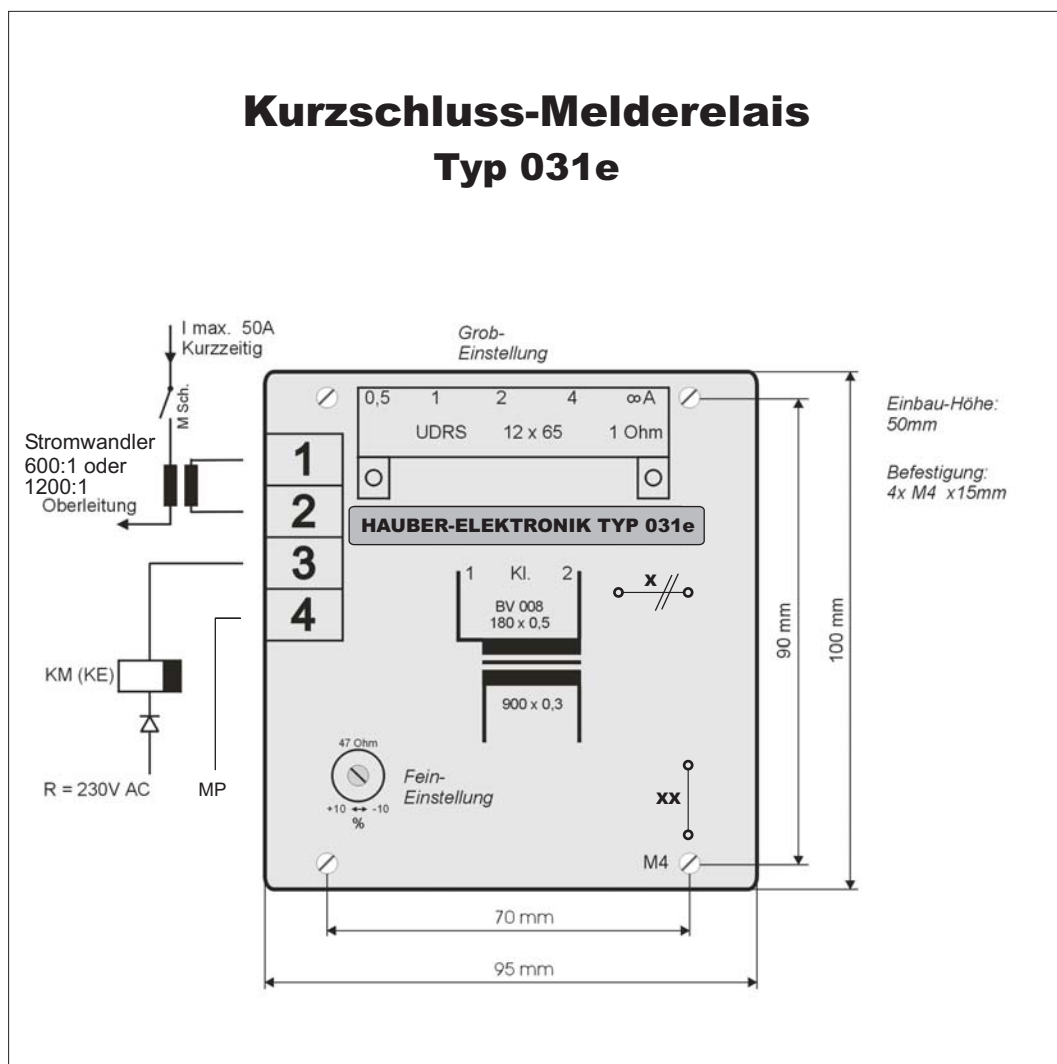 Kurzschluss-Melderelais
Typ 031e
I max. 50A
Kurzzeitig
M Sch.
Stromwandler
600:1 oder
1200:1
Oberleitung
KM (KE)
R = 230V AC
MP
Grob-
Einstellung
0,5 1 2 4 ∞A
UDRS 12 x 65 1 Ohm
1
2
3
4
HAUBER-ELEKTRONIK TYP 031e
1 Kl. 2
BV 008
180 x 0,5
900 x 0,3
x
xx
47 Ohm
+10 ↔ -10
%
Fein-
Einstellung
M4
70 mm
95 mm
90 mm
100 mm
Einbau-Höhe:
50mm
Befestigung:
4x M4 x15mm